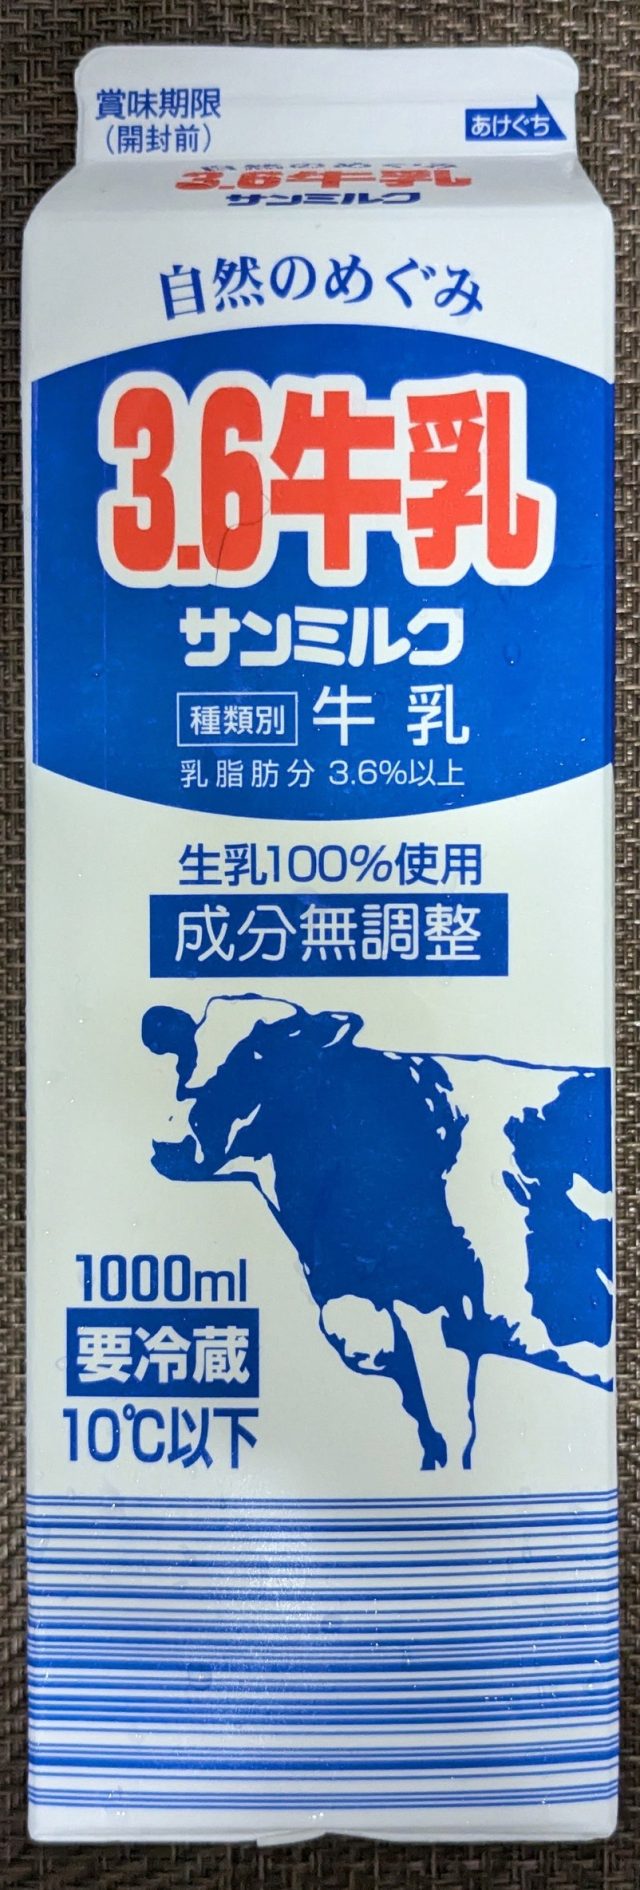 賞味期限
(開封前)
あけぐち
自然のめぐみ
3.6牛乳
サンミルク
自然のめぐみ
3.6牛乳
サンミルク
種類別 牛乳
乳脂肪分 3.6%以上
生乳100%使用
成分無調整
1000ml
要冷蔵
10℃以下